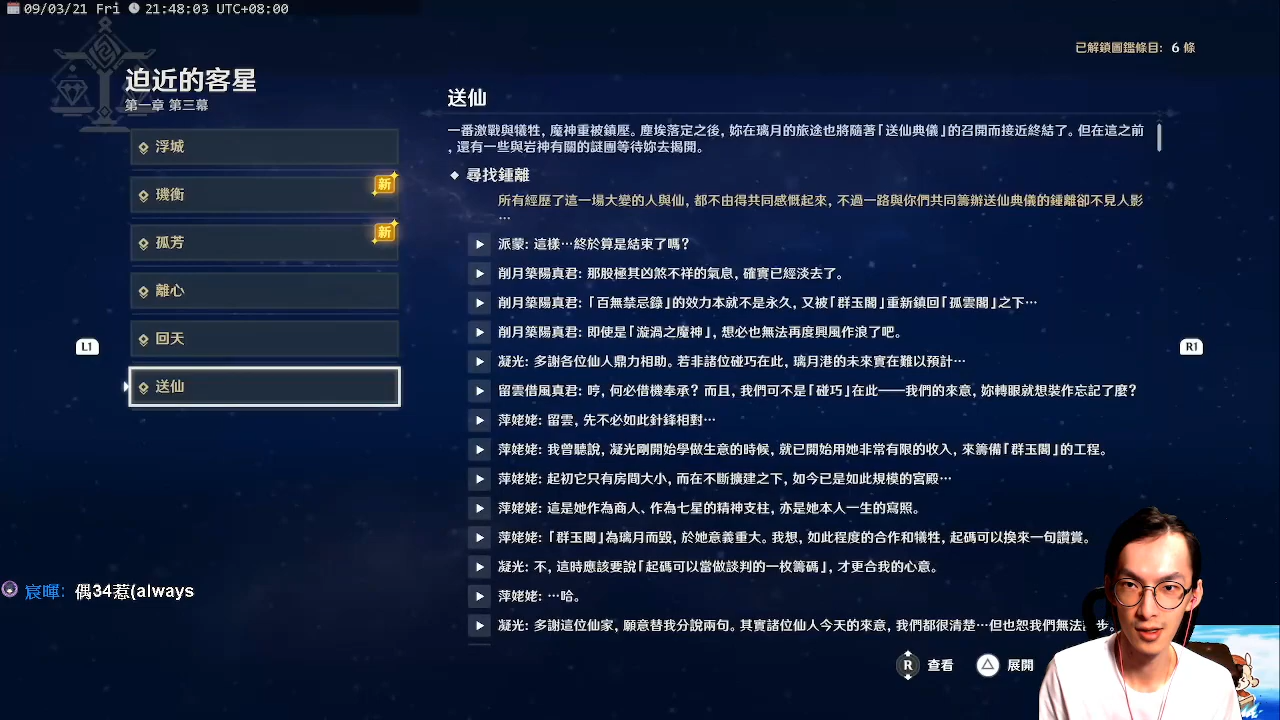 09/03/21 Fri 21:48:03 UTC+08:00
已解鎖圖鑑條目: 6 條
迫近的客星
第一章 第三幕
浮城
璣衡
新
孤芳
新
離心
回天
送仙
L1
R1
送仙
一番激戰與犧牲,魔神重被鎮壓。塵埃落定之後,妳在璃月的旅途也將隨著「送仙典儀」的召開而接近終結了。但在這之前
,還有一些與岩神有關的謎團等待妳去揭開。
尋找鍾離
所有經歷了這一場大變的人與仙,都不由得共同感慨起來,不過一路與你們共同籌辦送仙典儀的鍾離卻不見人影
…
派蒙: 這樣…終於算是結束了嗎?
削月築陽真君: 那股極其凶煞不祥的氣息,確實已經淡去了。
削月築陽真君: 「百無禁忌籙」的效力本就不是永久,又被「群玉閣」重新鎮回「孤雲閣」之下…
削月築陽真君: 即使是「漩渦之魔神」,想必也無法再度興風作浪了吧。
凝光: 多謝各位仙人鼎力相助。若非諸位碰巧在此,璃月港的未來實在難以預計…
留雲借風真君: 哼,何必借機奉承?而且,我們可不是「碰巧」在此——我們的來意,妳轉眼就想裝作忘記了麼?
萍姥姥: 留雲,先不必如此針鋒相對…
萍姥姥: 我曾聽說,凝光剛開始學做生意的時候,就已開始用她非常有限的收入,來籌備「群玉閣」的工程。
萍姥姥: 起初它只有房間大小,而在不斷擴建之下,如今已是如此規模的宮殿…
萍姥姥: 這是她作為商人、作為七星的精神支柱,亦是她本人一生的寫照。
萍姥姥: 「群玉閣」為璃月而毀,於她意義重大。我想,如此程度的合作和犧牲,起碼可以換來一句讚賞。
凝光: 不,這時應該要說「起碼可以當做談判的一枚籌碼」,才更合我的心意。
萍姥姥: …哈。
凝光: 多謝這位仙家,願意替我分說兩句。其實諸位仙人今天的來意,我們都很清楚…但也恕我們無法 步。
宸暉: 偶34惹(always
R 查看
展開